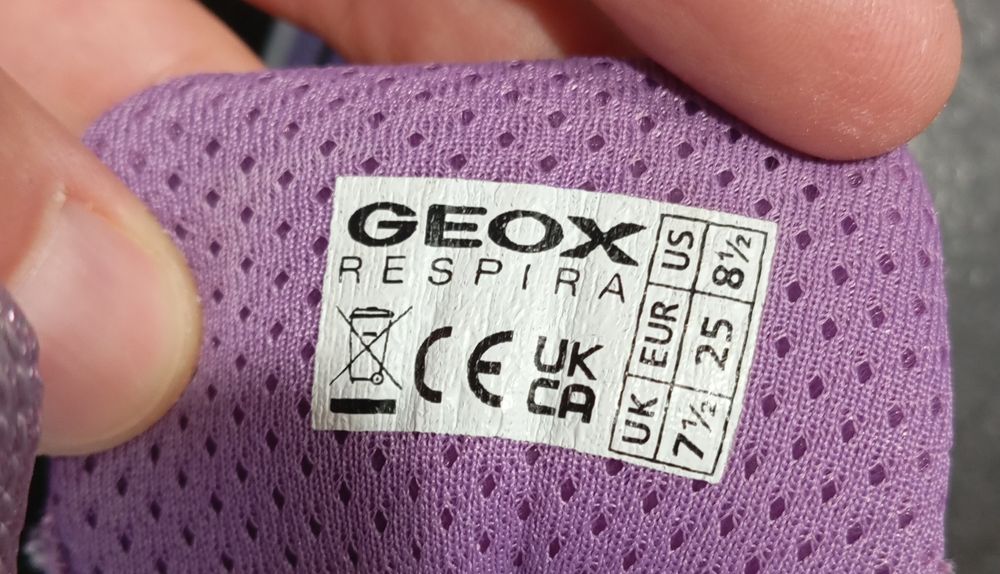 GEOX
RESPIRA
CE
UK
CA
US 8½
EUR 25
UK 7½